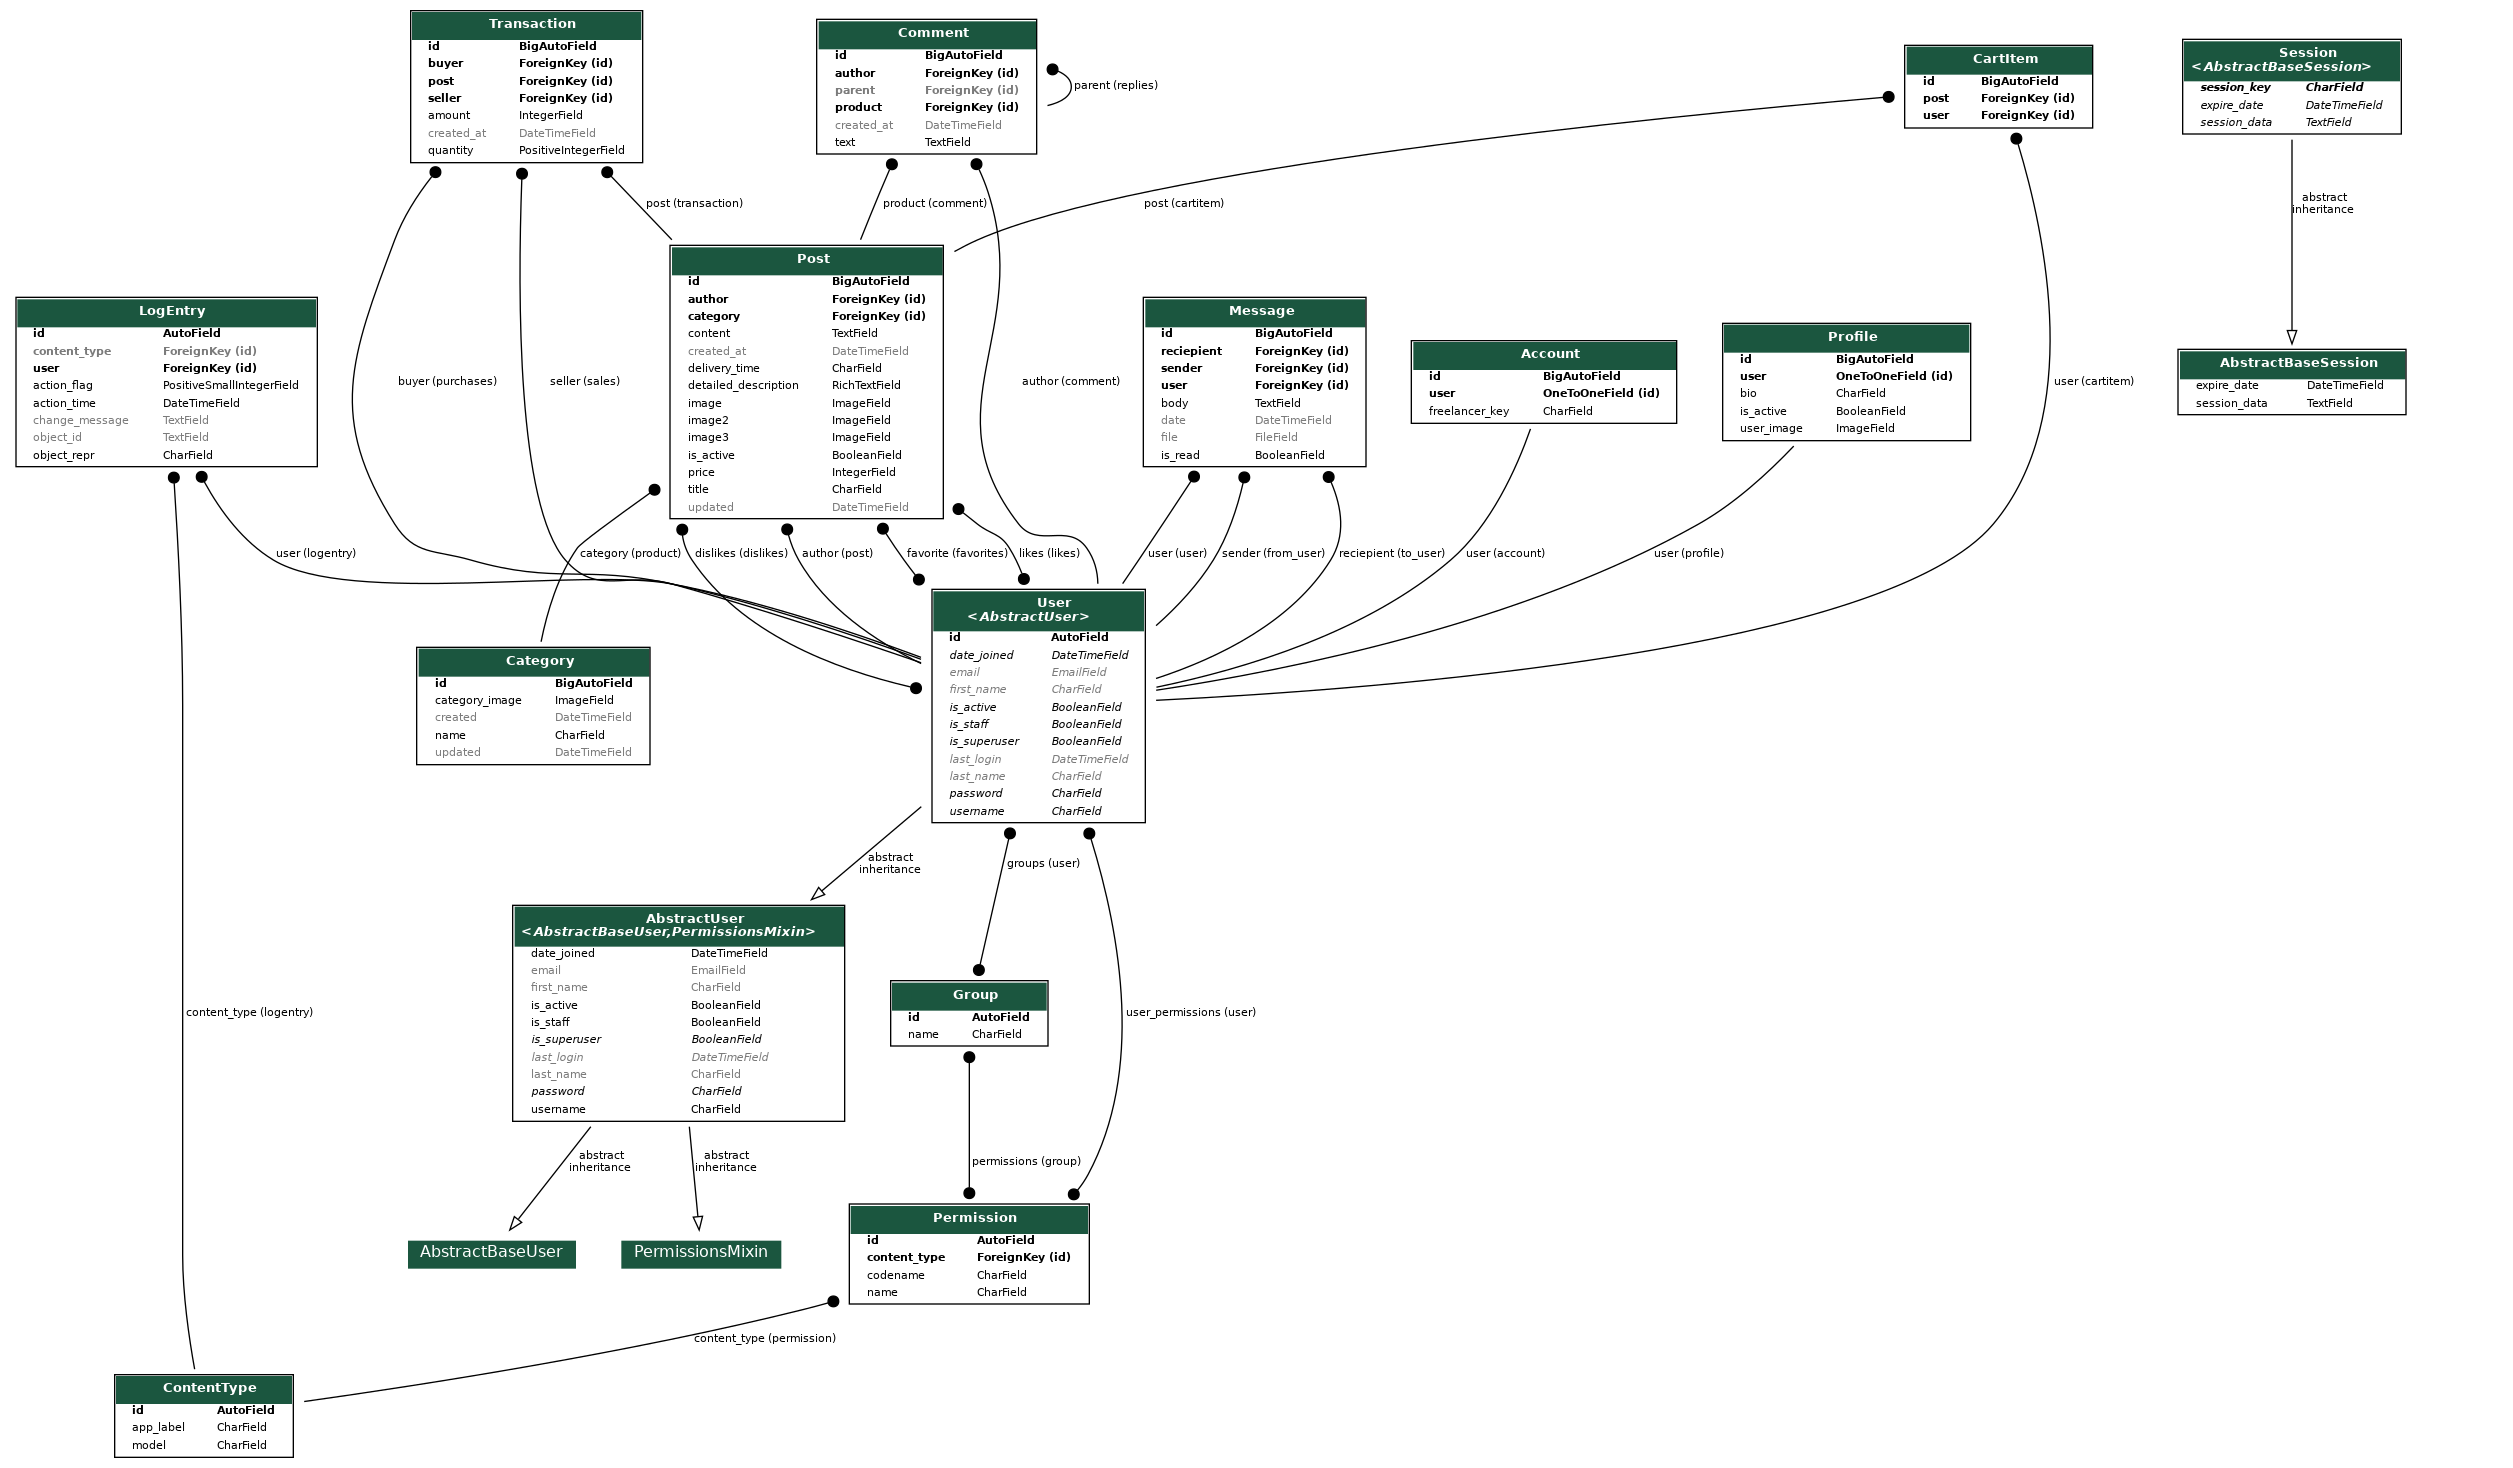 Transaction
id BigAutoField
buyer ForeignKey (id)
post ForeignKey (id)
seller ForeignKey (id)
amount IntegerField
created_at DateTimeField
quantity PositiveIntegerField
Comment
id BigAutoField
author ForeignKey (id)
parent ForeignKey (id)
product ForeignKey (id)
created_at DateTimeField
text TextField
parent (replies)
CartItem
id BigAutoField
post ForeignKey (id)
user ForeignKey (id)
Session
<AbstractBaseSession>
session_key CharField
expire_date DateTimeField
session_data TextField
post (transaction)
product (comment)
post (cartitem)
abstract
inheritance
Post
id BigAutoField
author ForeignKey (id)
category ForeignKey (id)
content TextField
created_at DateTimeField
delivery_time CharField
detailed_description RichTextField
image ImageField
image2 ImageField
image3 ImageField
is_active BooleanField
price IntegerField
title CharField
updated DateTimeField
LogEntry
id AutoField
content_type ForeignKey (id)
user ForeignKey (id)
action_flag PositiveSmallIntegerField
action_time DateTimeField
change_message TextField
object_id TextField
object_repr CharField
buyer (purchases)
seller (sales)
author (comment)
Message
id BigAutoField
reciepient ForeignKey (id)
sender ForeignKey (id)
user ForeignKey (id)
body TextField
date DateTimeField
file FileField
is_read BooleanField
Account
id BigAutoField
user OneToOneField (id)
freelancer_key CharField
Profile
id BigAutoField
user OneToOneField (id)
bio CharField
is_active BooleanField
user_image ImageField
user (cartitem)
AbstractBaseSession
expire_date DateTimeField
session_data TextField
user (logentry)
category (product)
dislikes (dislikes)
author (post)
favorite (favorites)
likes (likes)
user (user)
sender (from_user)
reciepient (to_user)
user (account)
user (profile)
User
<AbstractUser>
id AutoField
date_joined DateTimeField
email EmailField
first_name CharField
is_active BooleanField
is_staff BooleanField
is_superuser BooleanField
last_login DateTimeField
last_name CharField
password CharField
username CharField
Category
id BigAutoField
category_image ImageField
created DateTimeField
name CharField
updated DateTimeField
abstract
inheritance
groups (user)
AbstractUser
<AbstractBaseUser,PermissionsMixin>
date_joined DateTimeField
email EmailField
first_name CharField
is_active BooleanField
is_staff BooleanField
is_superuser BooleanField
last_login DateTimeField
last_name CharField
password CharField
username CharField
Group
id AutoField
name CharField
content_type (logentry)
user_permissions (user)
abstract
inheritance
abstract
inheritance
permissions (group)
AbstractBaseUser
PermissionsMixin
Permission
id AutoField
content_type ForeignKey (id)
codename CharField
name CharField
content_type (permission)
ContentType
id AutoField
app_label CharField
model CharField